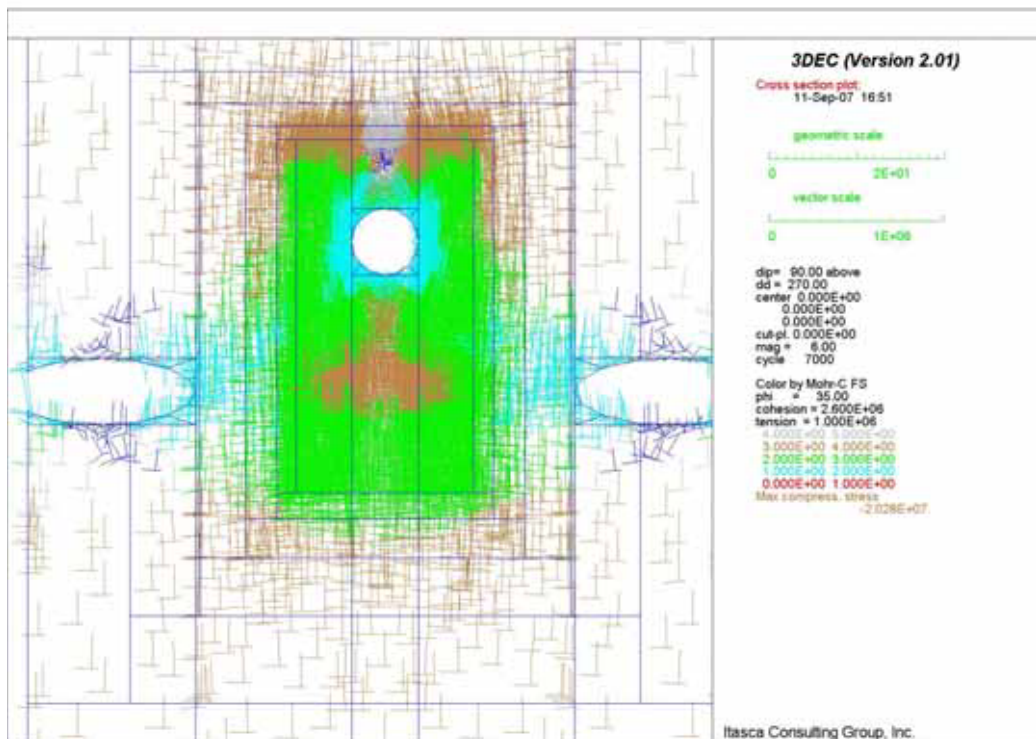 3DEC (Version 2.01)
Cross section plot:
11-Sep-07 16:51
geometric scale
0 2E+01
vector scale
0 1E+06
dip= 90.00 above
dd = 270.00
center 0.000E+00
0.000E+00
0.000E+00
cut-pl. 0.000E+00
mag = 6.00
cycle 7000
Color by Mohr-C FS
phi = 35.00
cohesion = 2.600E+06
tension = 1.000E+06
4.000E+00 5.000E+00
3.000E+00 4.000E+00
2.000E+00 3.000E+00
1.000E+00 2.000E+00
0.000E+00 1.000E+00
Max compress. stress
-2.028E+07
Itasca Consulting Group, Inc.